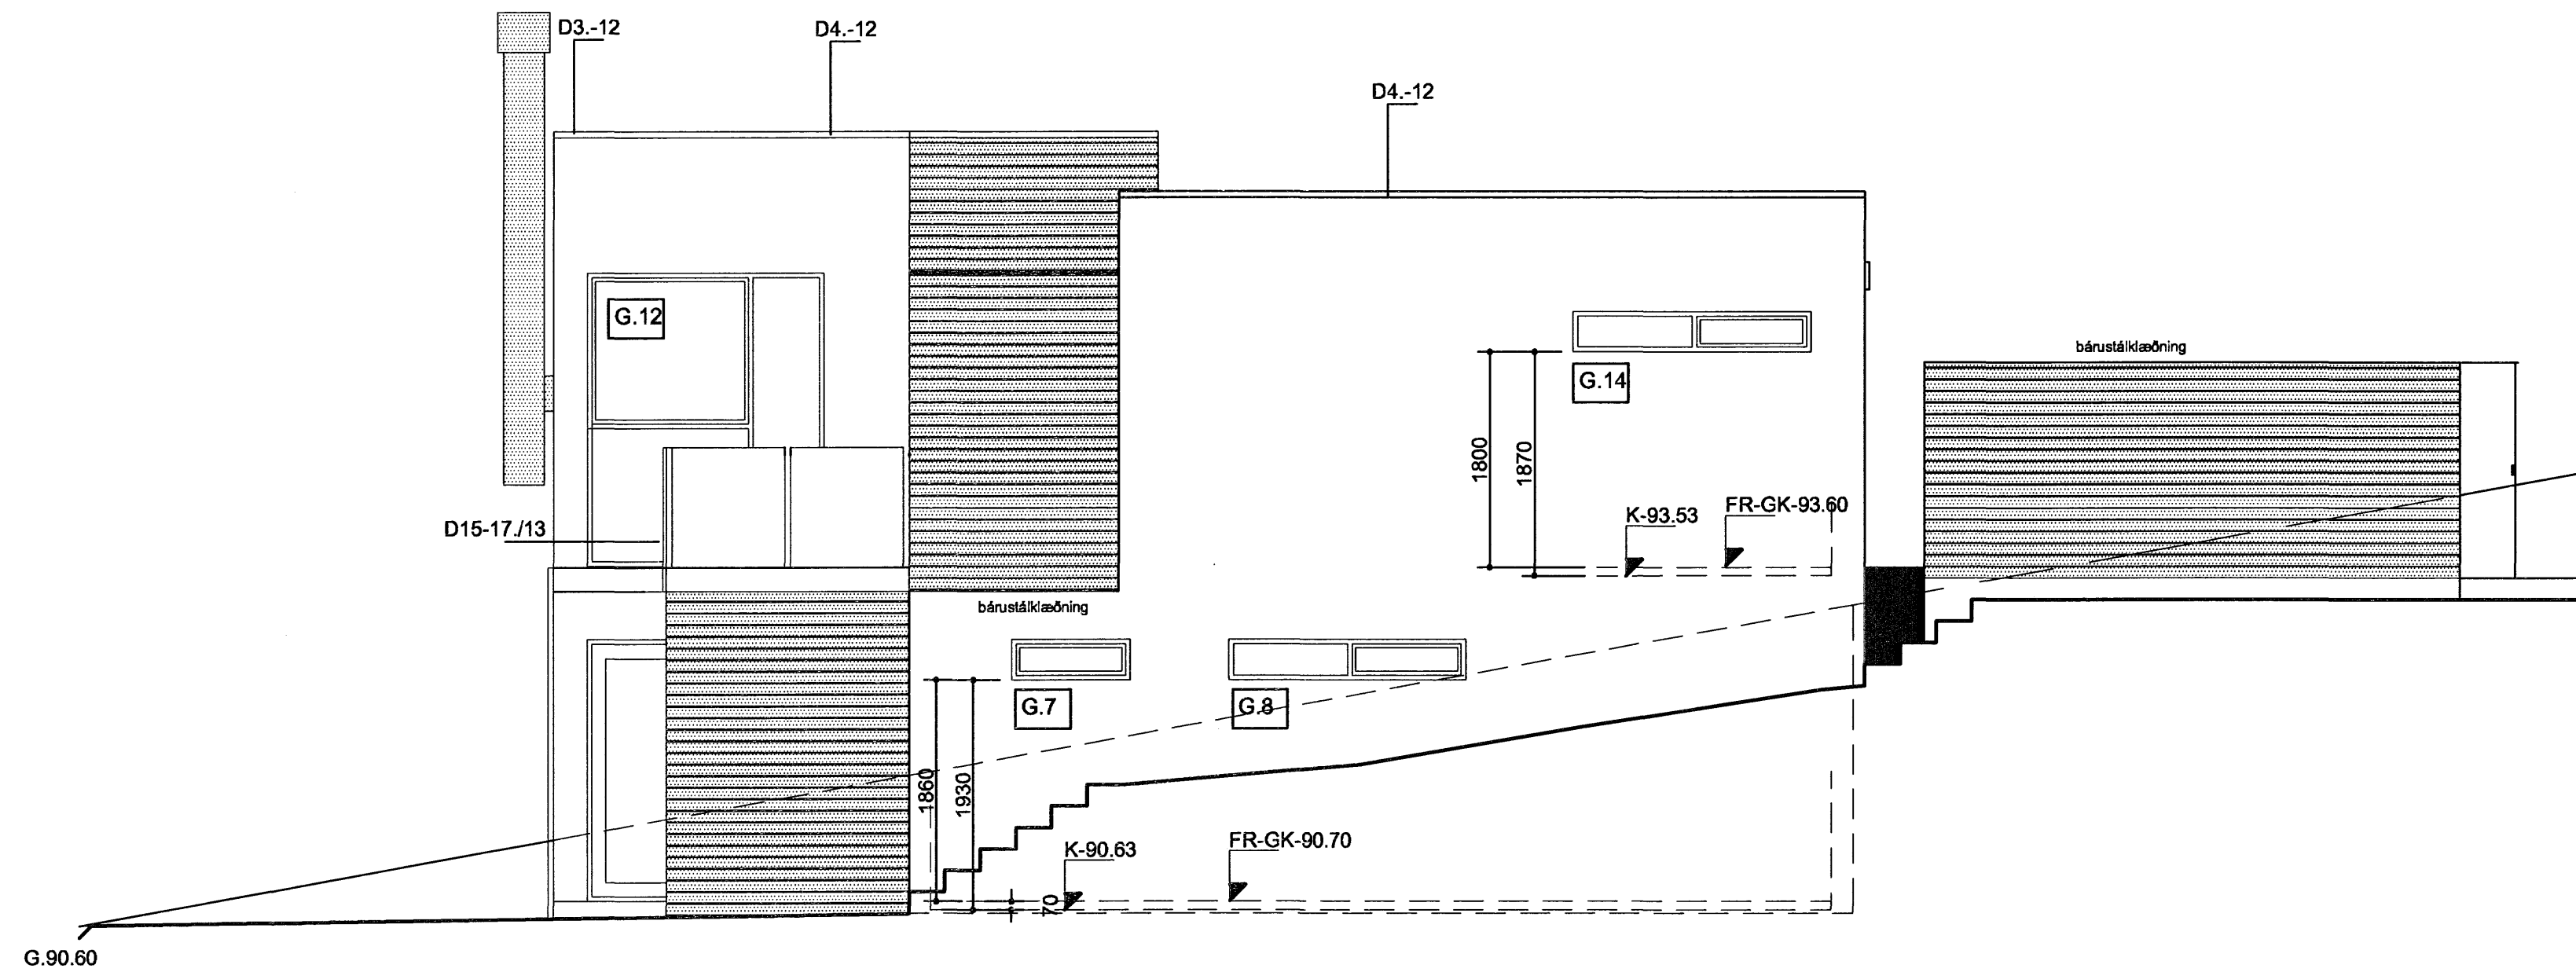 D3.-12
D4.-12
D4.-12
G.12
bárustálklæðning
G.14
1800
1870
K-93.53
FR-GK-93.60
D15-17./13
bárustálklæðning
G.7
G.8
1860
1930
K-90.63
FR-GK-90.70
70
G.90.60